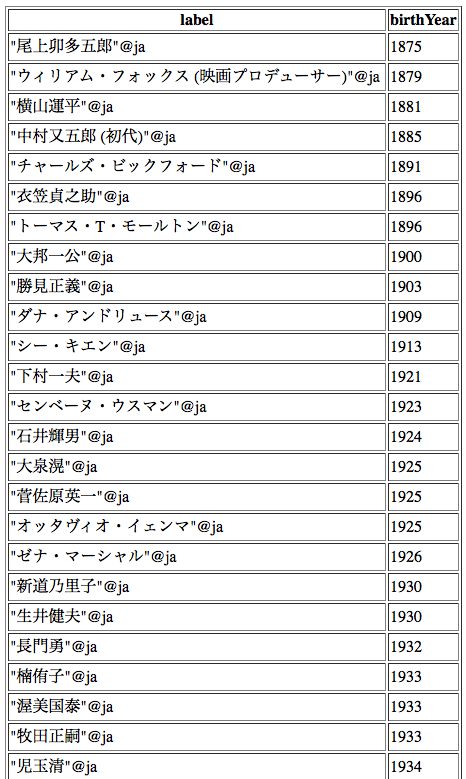 label birthYear
"尾上卯多五郎"@ja 1875
"ウィリアム・フォックス (映画プロデューサー)"@ja 1879
"横山運平"@ja 1881
"中村又五郎 (初代)"@ja 1885
"チャールズ・ビックフォード"@ja 1891
"衣笠貞之助"@ja 1896
"トーマス・T・モールトン"@ja 1896
"大邦一公"@ja 1900
"勝見正義"@ja 1903
"ダナ・アンドリュース"@ja 1909
"シー・キエン"@ja 1913
"下村一夫"@ja 1921
"センベーヌ・ウスマン"@ja 1923
"石井輝男"@ja 1924
"大泉滉"@ja 1925
"菅佐原英一"@ja 1925
"オッタヴィオ・イェンマ"@ja 1925
"ゼナ・マーシャル"@ja 1926
"新道乃里子"@ja 1930
"生井健夫"@ja 1930
"長門勇"@ja 1932
"楠侑子"@ja 1933
"渥美国泰"@ja 1933
"牧田正嗣"@ja 1933
"児玉清"@ja 1934